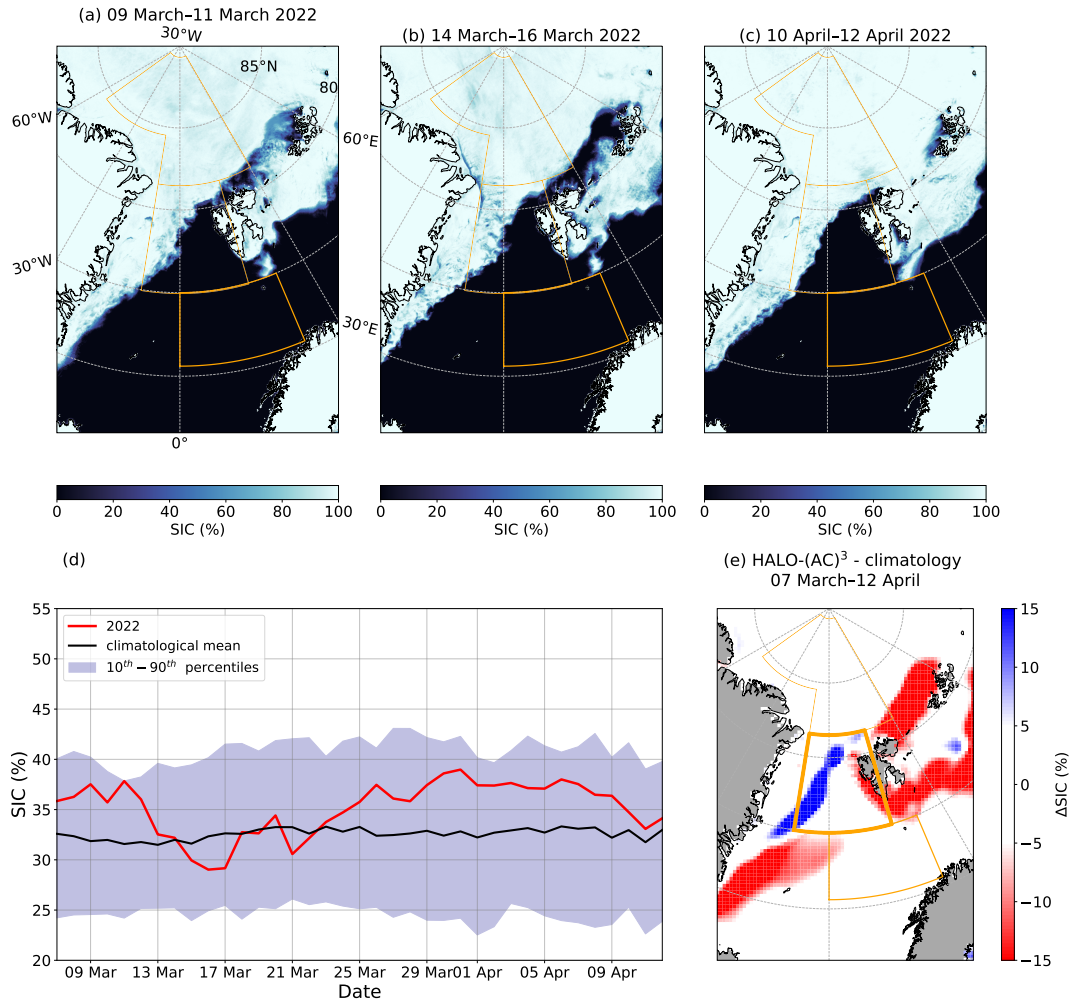 (a) 09 March–11 March 2022
30°W
85°N
80
60°W
30°W
0°
(b) 14 March–16 March 2022
60°E
30°E
(c) 10 April–12 April 2022
0 20 40 60 80 100
SIC (%)
0 20 40 60 80 100
SIC (%)
0 20 40 60 80 100
SIC (%)
(d)
55
50
45
40
35
30
25
20
SIC (%)
2022
climatological mean
10th − 90th percentiles
09 Mar 13 Mar 17 Mar 21 Mar 25 Mar 29 Mar 01 Apr 05 Apr 09 Apr
Date
(e) HALO-(AC)³ - climatology
07 March–12 April
15
10
5
0
−5
−10
−15
ΔSIC (%)